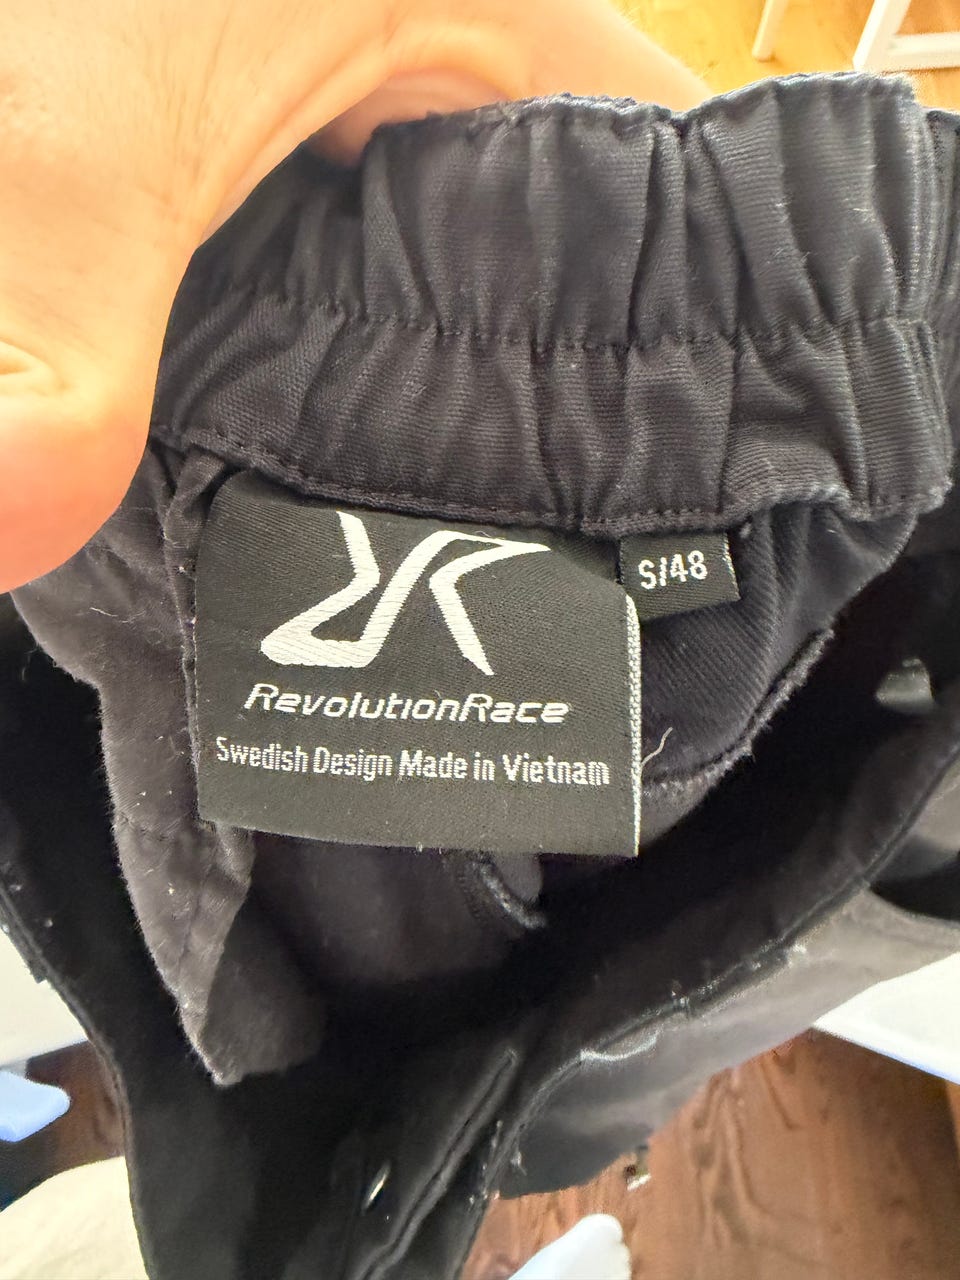 S/48
RevolutionRace
Swedish Design Made in Vietnam